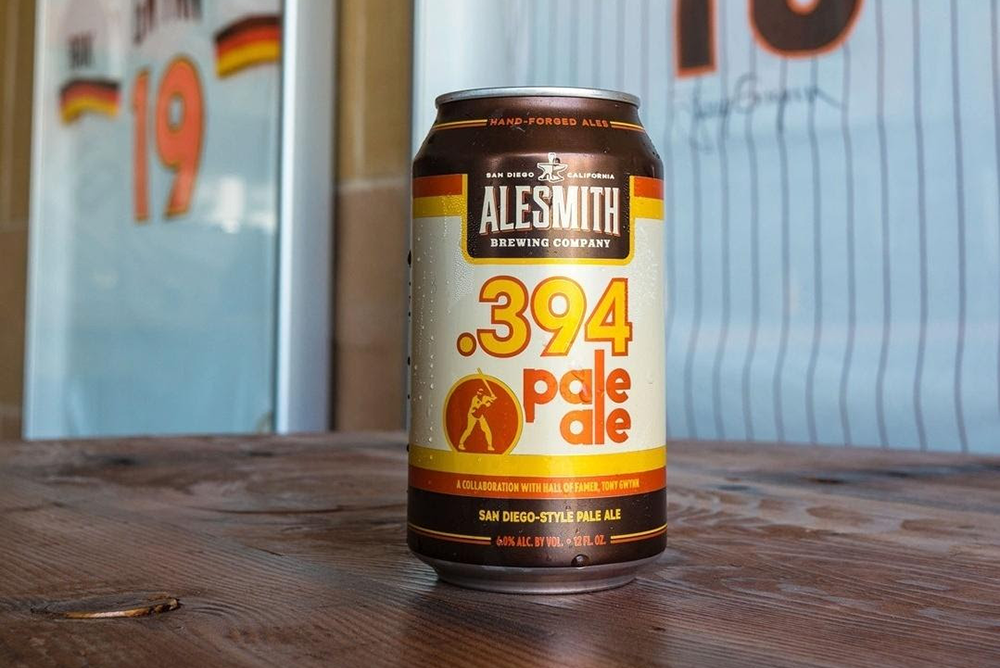 19
HAND-FORGED ALES
SAN DIEGO CALIFORNIA
ALESMITH
BREWING COMPANY
.394
pale
ale
A COLLABORATION WITH HALL OF FAMER, TONY GWYNN
SAN DIEGO-STYLE PALE ALE
6.0% ALC. BY VOL. • 12 FL. OZ.